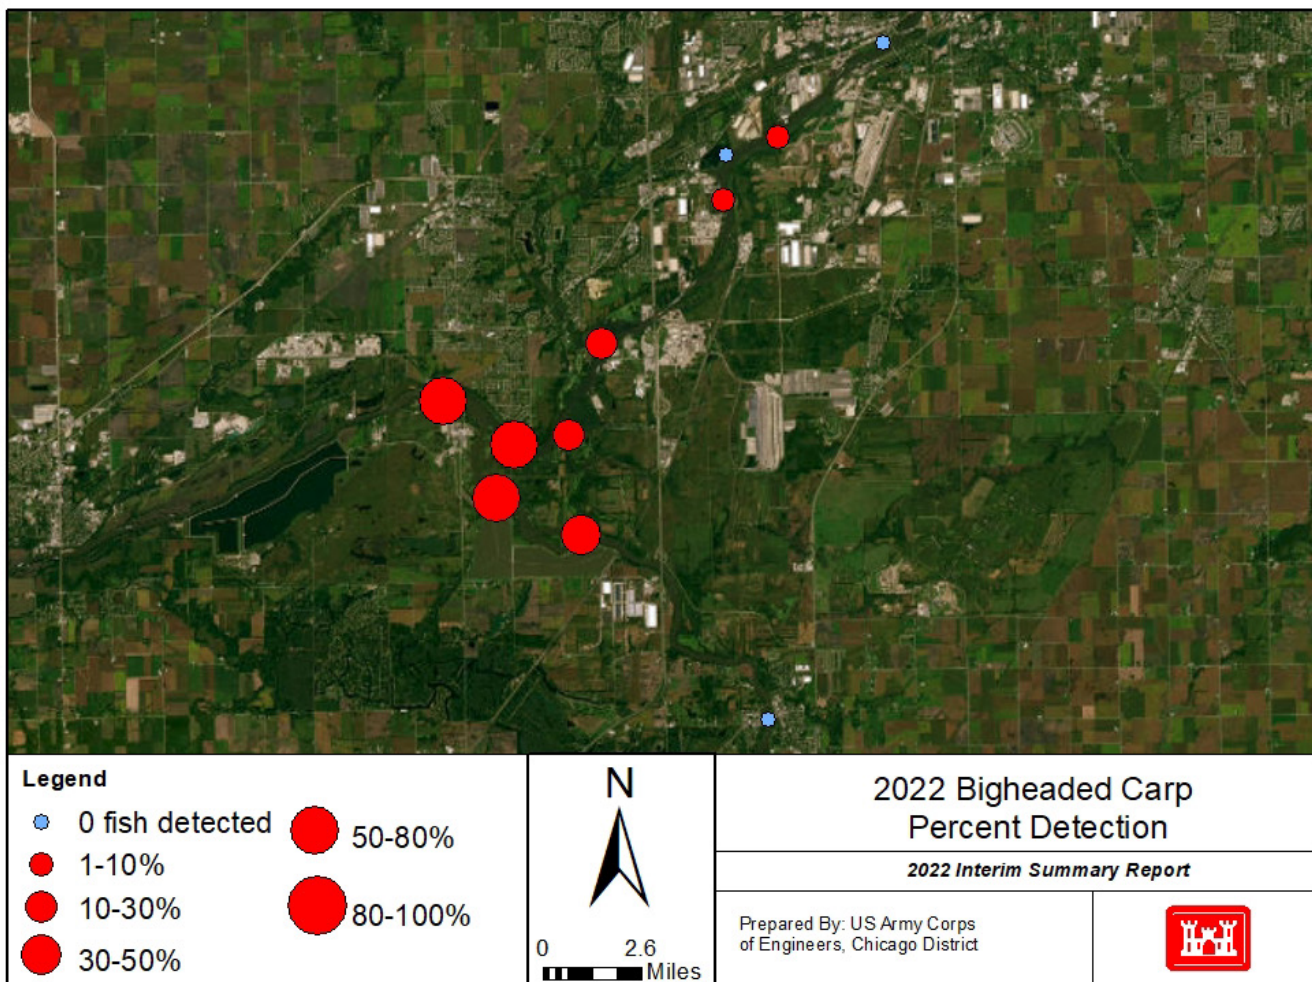 Legend
0 fish detected
1-10%
10-30%
30-50%
50-80%
80-100%
N
0 2.6
Miles
2022 Bigheaded Carp
Percent Detection
2022 Interim Summary Report
Prepared By: US Army Corps
of Engineers, Chicago District